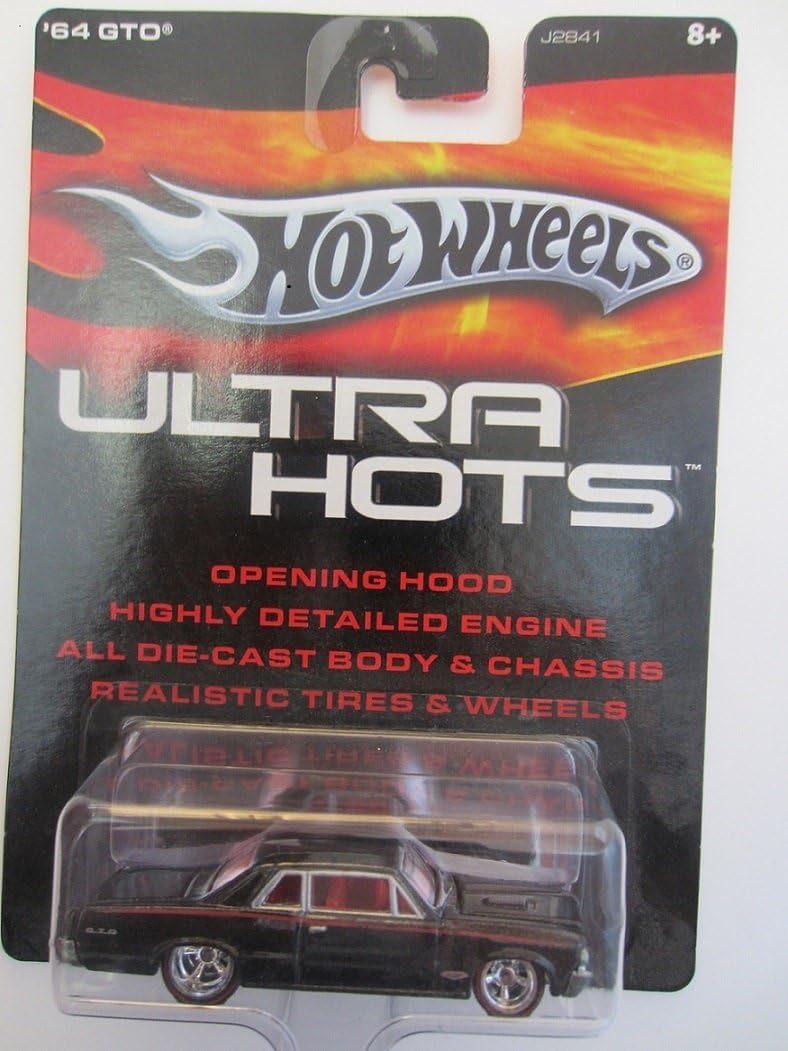 '64 GTO®
J2841
8+
HOT WHEELS®
ULTRA
HOTS™
OPENING HOOD
HIGHLY DETAILED ENGINE
ALL DIE-CAST BODY & CHASSIS
REALISTIC TIRES & WHEELS
GTO